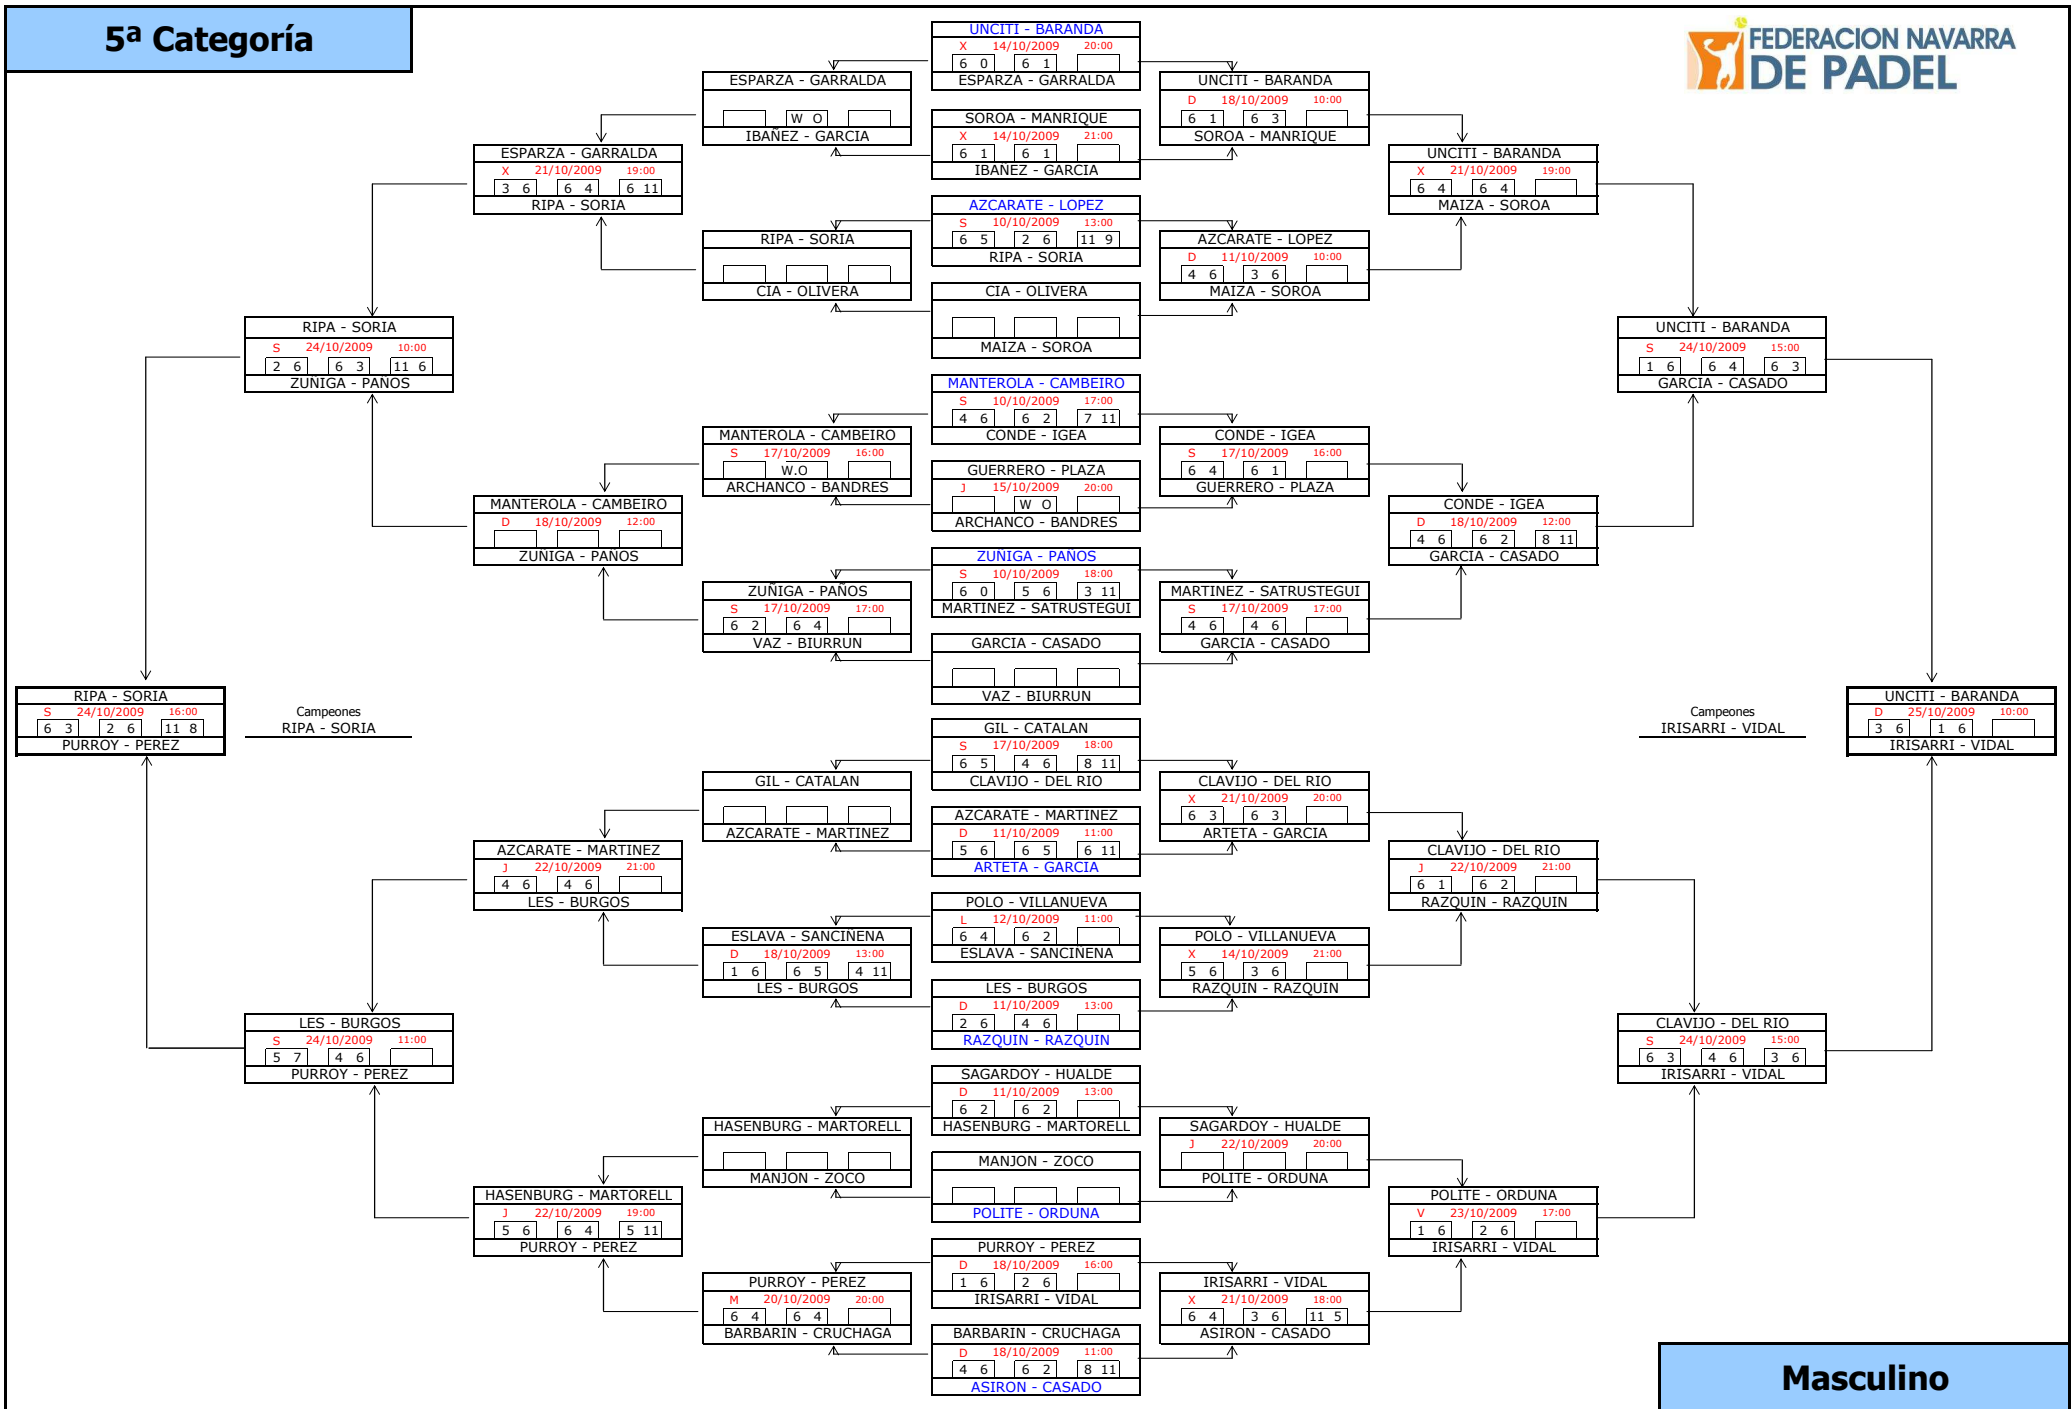 5ª Categoría
FEDERACION NAVARRA
DE PADEL
RIPA - SORIA
S 24/10/2009 16:00
6 3 2 6 11 8
PURROY - PEREZ
Campeones
RIPA - SORIA
RIPA - SORIA
S 24/10/2009 10:00
2 6 6 3 11 6
ZUÑIGA - PAÑOS
LES - BURGOS
S 24/10/2009 11:00
5 7 4 6
PURROY - PEREZ
ESPARZA - GARRALDA
X 21/10/2009 19:00
3 6 6 4 6 11
RIPA - SORIA
MANTEROLA - CAMBEIRO
D 18/10/2009 12:00
ZUÑIGA - PAÑOS
AZCARATE - MARTINEZ
J 22/10/2009 21:00
4 6 4 6
LES - BURGOS
HASENBURG - MARTORELL
J 22/10/2009 19:00
5 6 6 4 5 11
PURROY - PEREZ
ESPARZA - GARRALDA
W O
IBAÑEZ - GARCIA
RIPA - SORIA
CIA - OLIVERA
MANTEROLA - CAMBEIRO
S 17/10/2009 16:00
W.O
ARCHANCO - BANDRES
ZUÑIGA - PAÑOS
S 17/10/2009 17:00
6 2 6 4
VAZ - BIURRUN
GIL - CATALAN
AZCARATE - MARTINEZ
ESLAVA - SANCIÑENA
D 18/10/2009 13:00
1 6 6 5 4 11
LES - BURGOS
HASENBURG - MARTORELL
MANJON - ZOCO
PURROY - PEREZ
M 20/10/2009 20:00
6 4 6 4
BARBARIN - CRUCHAGA
UNCITI - BARANDA
X 14/10/2009 20:00
6 0 6 1
ESPARZA - GARRALDA
SOROA - MANRIQUE
X 14/10/2009 21:00
6 1 6 1
IBAÑEZ - GARCIA
AZCARATE - LOPEZ
S 10/10/2009 13:00
6 5 2 6 11 9
RIPA - SORIA
CIA - OLIVERA
MAIZA - SOROA
MANTEROLA - CAMBEIRO
S 10/10/2009 17:00
4 6 6 2 7 11
CONDE - IGEA
GUERRERO - PLAZA
J 15/10/2009 20:00
W O
ARCHANCO - BANDRES
ZUÑIGA - PAÑOS
S 10/10/2009 18:00
6 0 5 6 3 11
MARTINEZ - SATRUSTEGUI
GARCIA - CASADO
VAZ - BIURRUN
GIL - CATALAN
S 17/10/2009 18:00
6 5 4 6 8 11
CLAVIJO - DEL RIO
AZCARATE - MARTINEZ
D 11/10/2009 11:00
5 6 6 5 6 11
ARTETA - GARCIA
POLO - VILLANUEVA
L 12/10/2009 11:00
6 4 6 2
ESLAVA - SANCIÑENA
LES - BURGOS
D 11/10/2009 13:00
2 6 4 6
RAZQUIN - RAZQUIN
SAGARDOY - HUALDE
D 11/10/2009 13:00
6 2 6 2
HASENBURG - MARTORELL
MANJON - ZOCO
POLITE - ORDUNA
PURROY - PEREZ
D 18/10/2009 16:00
1 6 2 6
IRISARRI - VIDAL
BARBARIN - CRUCHAGA
D 18/10/2009 11:00
4 6 6 2 8 11
ASIRON - CASADO
UNCITI - BARANDA
D 18/10/2009 10:00
6 1 6 3
SOROA - MANRIQUE
AZCARATE - LOPEZ
D 11/10/2009 10:00
4 6 3 6
MAIZA - SOROA
CONDE - IGEA
S 17/10/2009 16:00
6 4 6 1
GUERRERO - PLAZA
MARTINEZ - SATRUSTEGUI
S 17/10/2009 17:00
4 6 4 6
GARCIA - CASADO
CLAVIJO - DEL RIO
X 21/10/2009 20:00
6 3 6 3
ARTETA - GARCIA
POLO - VILLANUEVA
X 14/10/2009 21:00
5 6 3 6
RAZQUIN - RAZQUIN
SAGARDOY - HUALDE
J 22/10/2009 20:00
POLITE - ORDUNA
IRISARRI - VIDAL
X 21/10/2009 18:00
6 4 3 6 11 5
ASIRON - CASADO
UNCITI - BARANDA
X 21/10/2009 19:00
6 4 6 4
MAIZA - SOROA
CONDE - IGEA
D 18/10/2009 12:00
4 6 6 2 8 11
GARCIA - CASADO
CLAVIJO - DEL RIO
J 22/10/2009 21:00
6 1 6 2
RAZQUIN - RAZQUIN
POLITE - ORDUNA
V 23/10/2009 17:00
1 6 2 6
IRISARRI - VIDAL
UNCITI - BARANDA
S 24/10/2009 15:00
1 6 6 4 6 3
GARCIA - CASADO
CLAVIJO - DEL RIO
S 24/10/2009 15:00
6 3 4 6 3 6
IRISARRI - VIDAL
Campeones
IRISARRI - VIDAL
UNCITI - BARANDA
D 25/10/2009 10:00
3 6 1 6
IRISARRI - VIDAL
Masculino